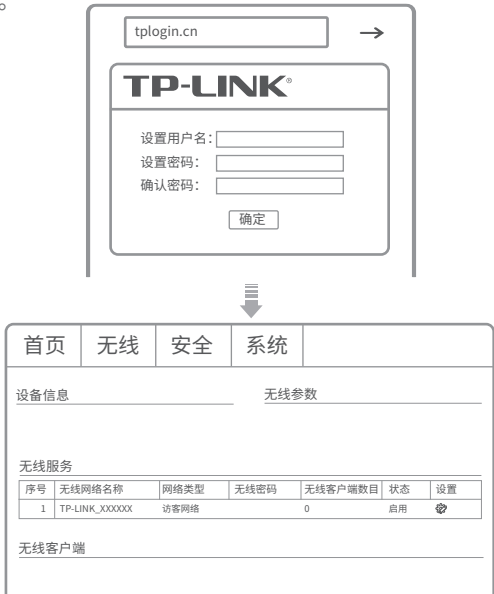 。
tplogin.cn
TP-LINK®
设置用户名：
设置密码：
确认密码：
确定
首页 无线 安全 系统
设备信息 无线参数
无线服务
序号 无线网络名称 网络类型 无线密码 无线客户端数目 状态 设置
1 TP-LINK_XXXXXX 访客网络 0 启用
无线客户端